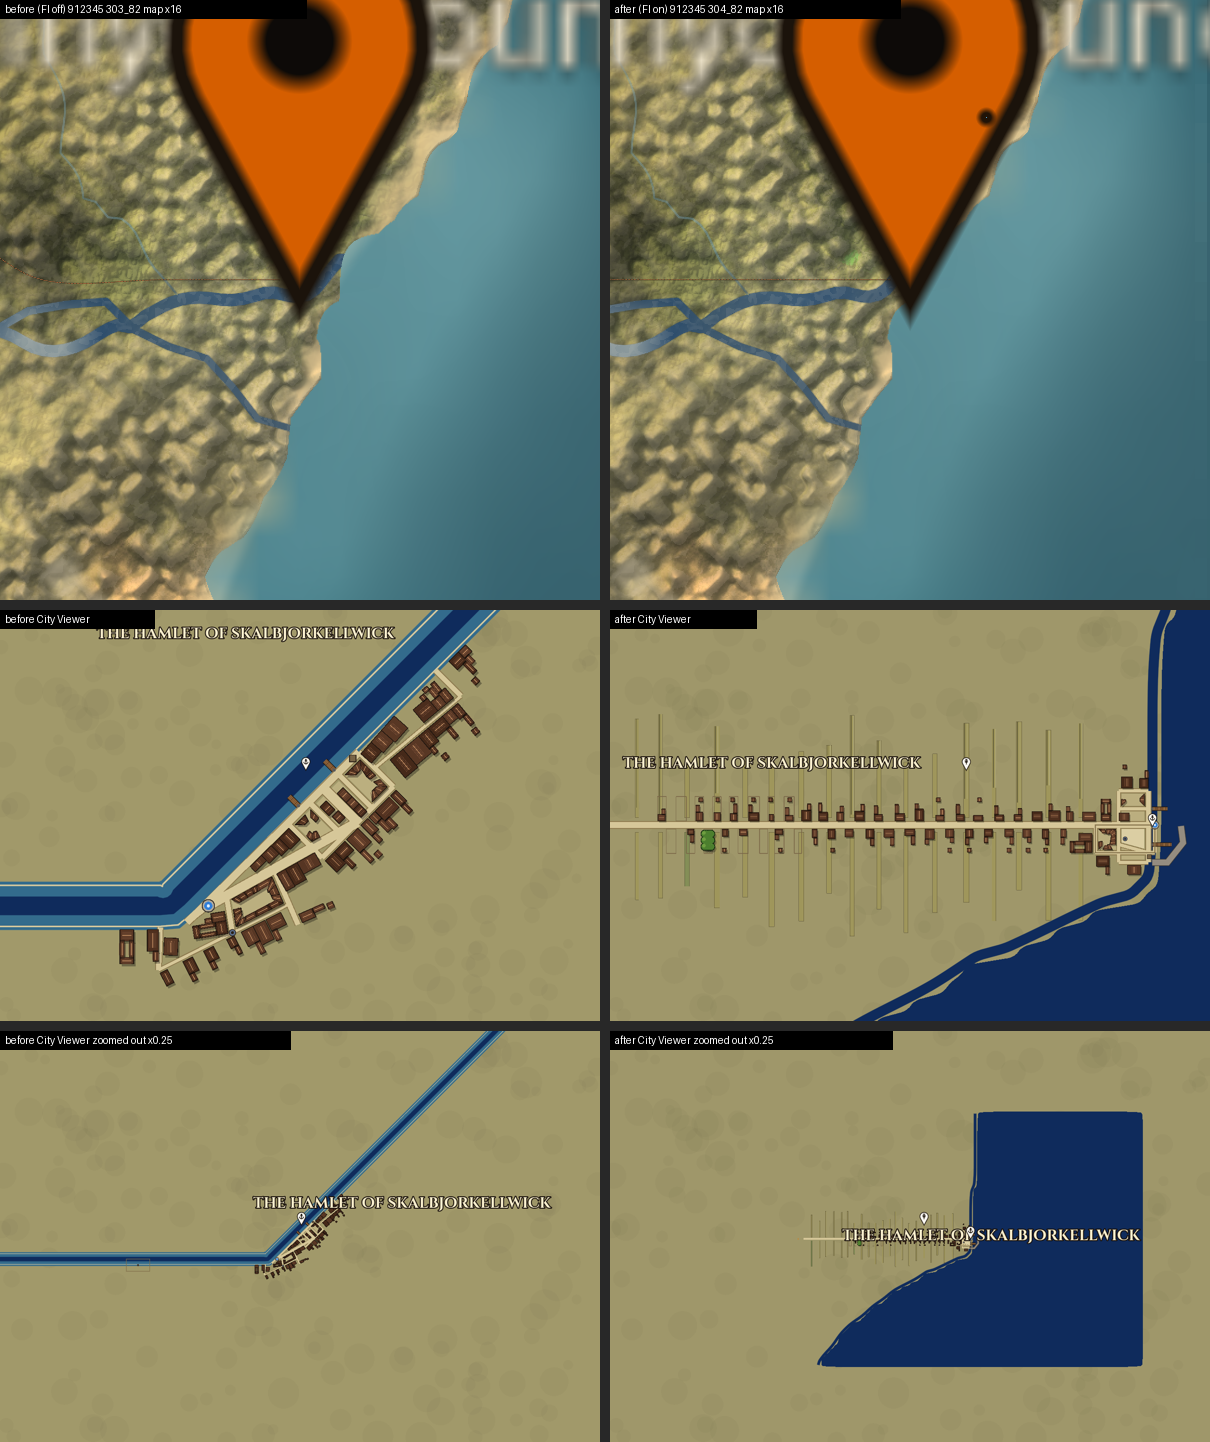 before (FI off) 912345 303_82 map x16
after (FI on) 912345 304_82 map x16
before City Viewer
after City Viewer
THE HAMLET OF SKALBJORKELLWICK
THE HAMLET OF SKALBJORKELLWICK
before City Viewer zoomed out x0.25
after City Viewer zoomed out x0.25
THE HAMLET OF SKALBJORKELLWICK
THE HAMLET OF SKALBJORKELLWICK